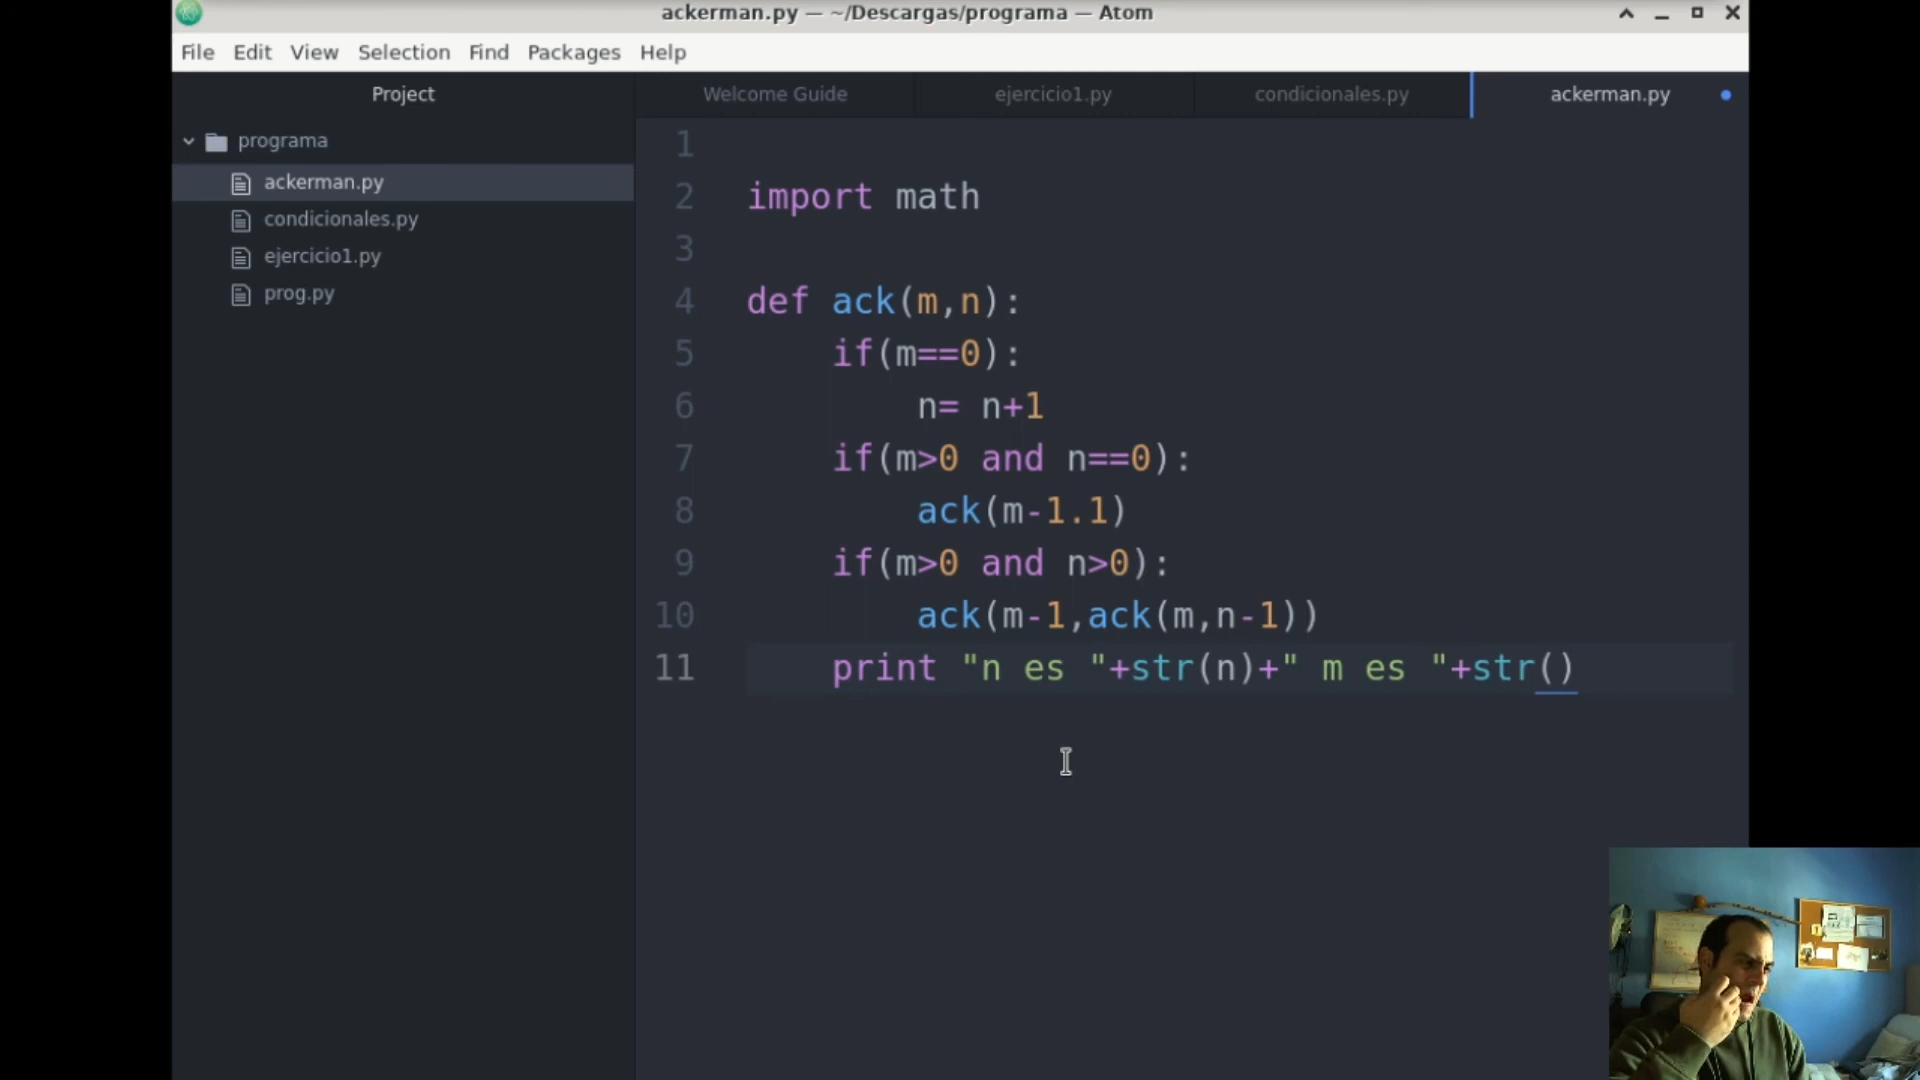 ackerman.py — ~/Descargas/programa — Atom
File Edit View Selection Find Packages Help
Project
programa
ackerman.py
condicionales.py
ejercicio1.py
prog.py
Welcome Guide ejercicio1.py condicionales.py ackerman.py
1
2 import math
3
4 def ack(m,n):
5 if(m==0):
6 n= n+1
7 if(m>0 and n==0):
8 ack(m-1.1)
9 if(m>0 and n>0):
10 ack(m-1,ack(m,n-1))
11 print "n es "+str(n)+" m es "+str()